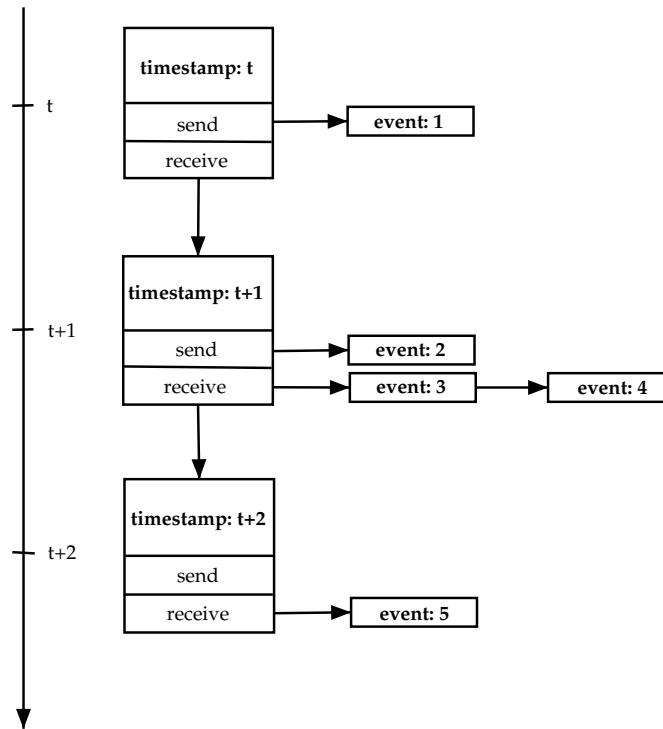 timestamp: t
t
send
event: 1
receive
timestamp: t+1
t+1
send
event: 2
receive
event: 3
event: 4
timestamp: t+2
t+2
send
receive
event: 5